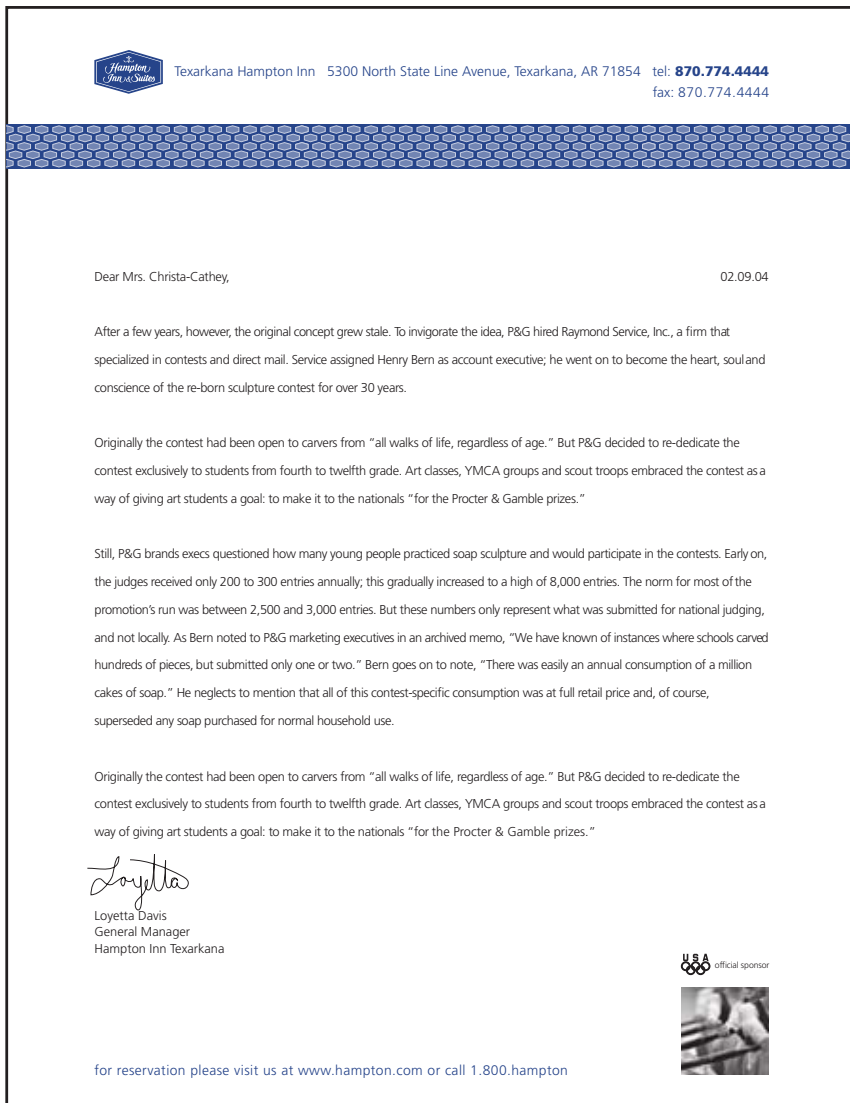 Hampton
Inn & Suites
Texarkana Hampton Inn 5300 North State Line Avenue, Texarkana, AR 71854 tel: 870.774.4444
fax: 870.774.4444
Dear Mrs. Christa-Cathey, 02.09.04
After a few years, however, the original concept grew stale. To invigorate the idea, P&G hired Raymond Service, Inc., a firm that
specialized in contests and direct mail. Service assigned Henry Bern as account executive; he went on to become the heart, soul and
conscience of the re-born sculpture contest for over 30 years.
Originally the contest had been open to carvers from “all walks of life, regardless of age.” But P&G decided to re-dedicate the
contest exclusively to students from fourth to twelfth grade. Art classes, YMCA groups and scout troops embraced the contest as a
way of giving art students a goal: to make it to the nationals “for the Procter & Gamble prizes.”
Still, P&G brands execs questioned how many young people practiced soap sculpture and would participate in the contests. Early on,
the judges received only 200 to 300 entries annually; this gradually increased to a high of 8,000 entries. The norm for most of the
promotion’s run was between 2,500 and 3,000 entries. But these numbers only represent what was submitted for national judging,
and not locally. As Bern noted to P&G marketing executives in an archived memo, “We have known of instances where schools carved
hundreds of pieces, but submitted only one or two.” Bern goes on to note, “There was easily an annual consumption of a million
cakes of soap.” He neglects to mention that all of this contest-specific consumption was at full retail price and, of course,
superseded any soap purchased for normal household use.
Originally the contest had been open to carvers from “all walks of life, regardless of age.” But P&G decided to re-dedicate the
contest exclusively to students from fourth to twelfth grade. Art classes, YMCA groups and scout troops embraced the contest as a
way of giving art students a goal: to make it to the nationals “for the Procter & Gamble prizes.”
Loyetta
Loyetta Davis
General Manager
Hampton Inn Texarkana
USA
official sponsor
for reservation please visit us at www.hampton.com or call 1.800.hampton